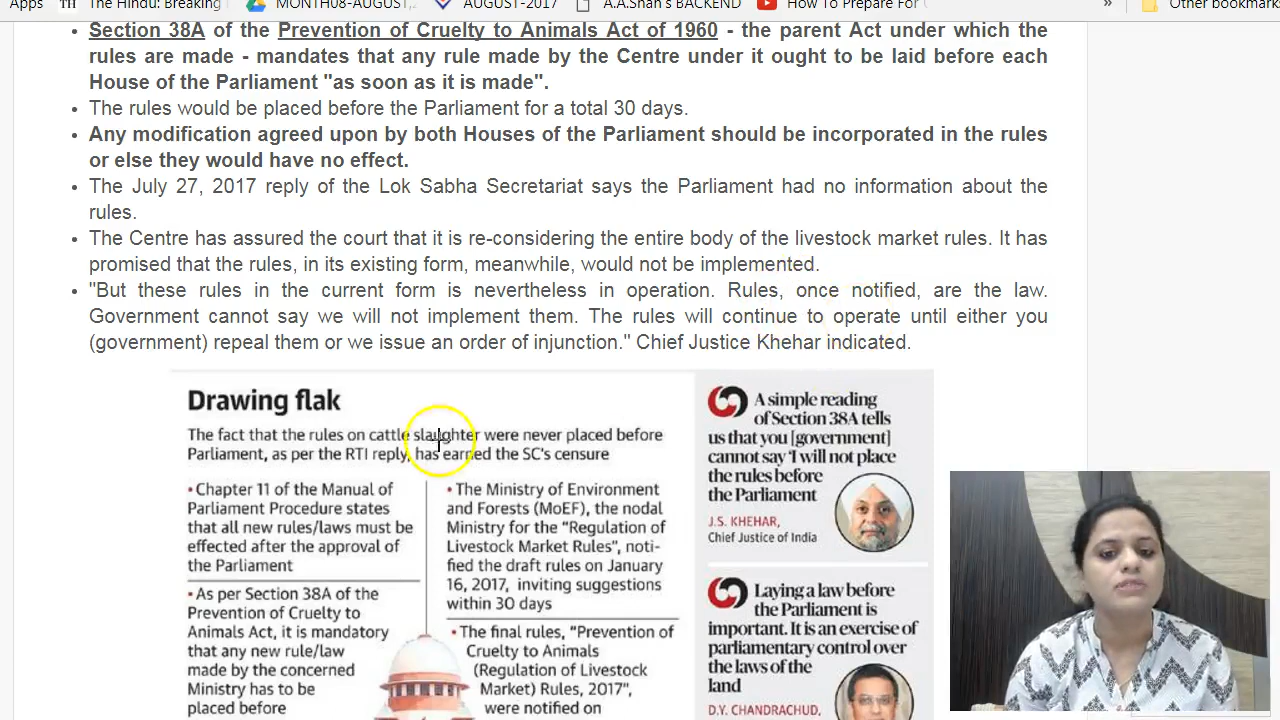 Apps
TH
The Hindu: Breaking
MONTH08-AUGUST,
AUGUST-2017
A.A.Shah's BACKEND
How To Prepare For
»
Other bookmark
• Section 38A of the Prevention of Cruelty to Animals Act of 1960 - the parent Act under which the
rules are made - mandates that any rule made by the Centre under it ought to be laid before each
House of the Parliament "as soon as it is made".
• The rules would be placed before the Parliament for a total 30 days.
• Any modification agreed upon by both Houses of the Parliament should be incorporated in the rules
or else they would have no effect.
• The July 27, 2017 reply of the Lok Sabha Secretariat says the Parliament had no information about the
rules.
• The Centre has assured the court that it is re-considering the entire body of the livestock market rules. It has
promised that the rules, in its existing form, meanwhile, would not be implemented.
• "But these rules in the current form is nevertheless in operation. Rules, once notified, are the law.
Government cannot say we will not implement them. The rules will continue to operate until either you
(government) repeal them or we issue an order of injunction." Chief Justice Khehar indicated.
Drawing flak
The fact that the rules on cattle slaughter were never placed before
Parliament, as per the RTI reply, has earned the SC's censure
• Chapter 11 of the Manual of
Parliament Procedure states
that all new rules/laws must be
effected after the approval of
the Parliament
• As per Section 38A of the
Prevention of Cruelty to
Animals Act, it is mandatory
that any new rule/law
made by the concerned
Ministry has to be
placed before
• The Ministry of Environment
and Forests (MoEF), the nodal
Ministry for the "Regulation of
Livestock Market Rules", noti-
fied the draft rules on January
16, 2017, inviting suggestions
within 30 days
• The final rules, "Prevention of
Cruelty to Animals
(Regulation of Livestock
Market) Rules, 2017",
were notified on
A simple reading
of Section 38A tells
us that you [government]
cannot say 'I will not place
the rules before
the Parliament
J.S. KHEHAR,
Chief Justice of India
Laying a law before
the Parliament is
important. It is an exercise of
parliamentary control over
the laws of the
land
D.Y. CHANDRACHUD,